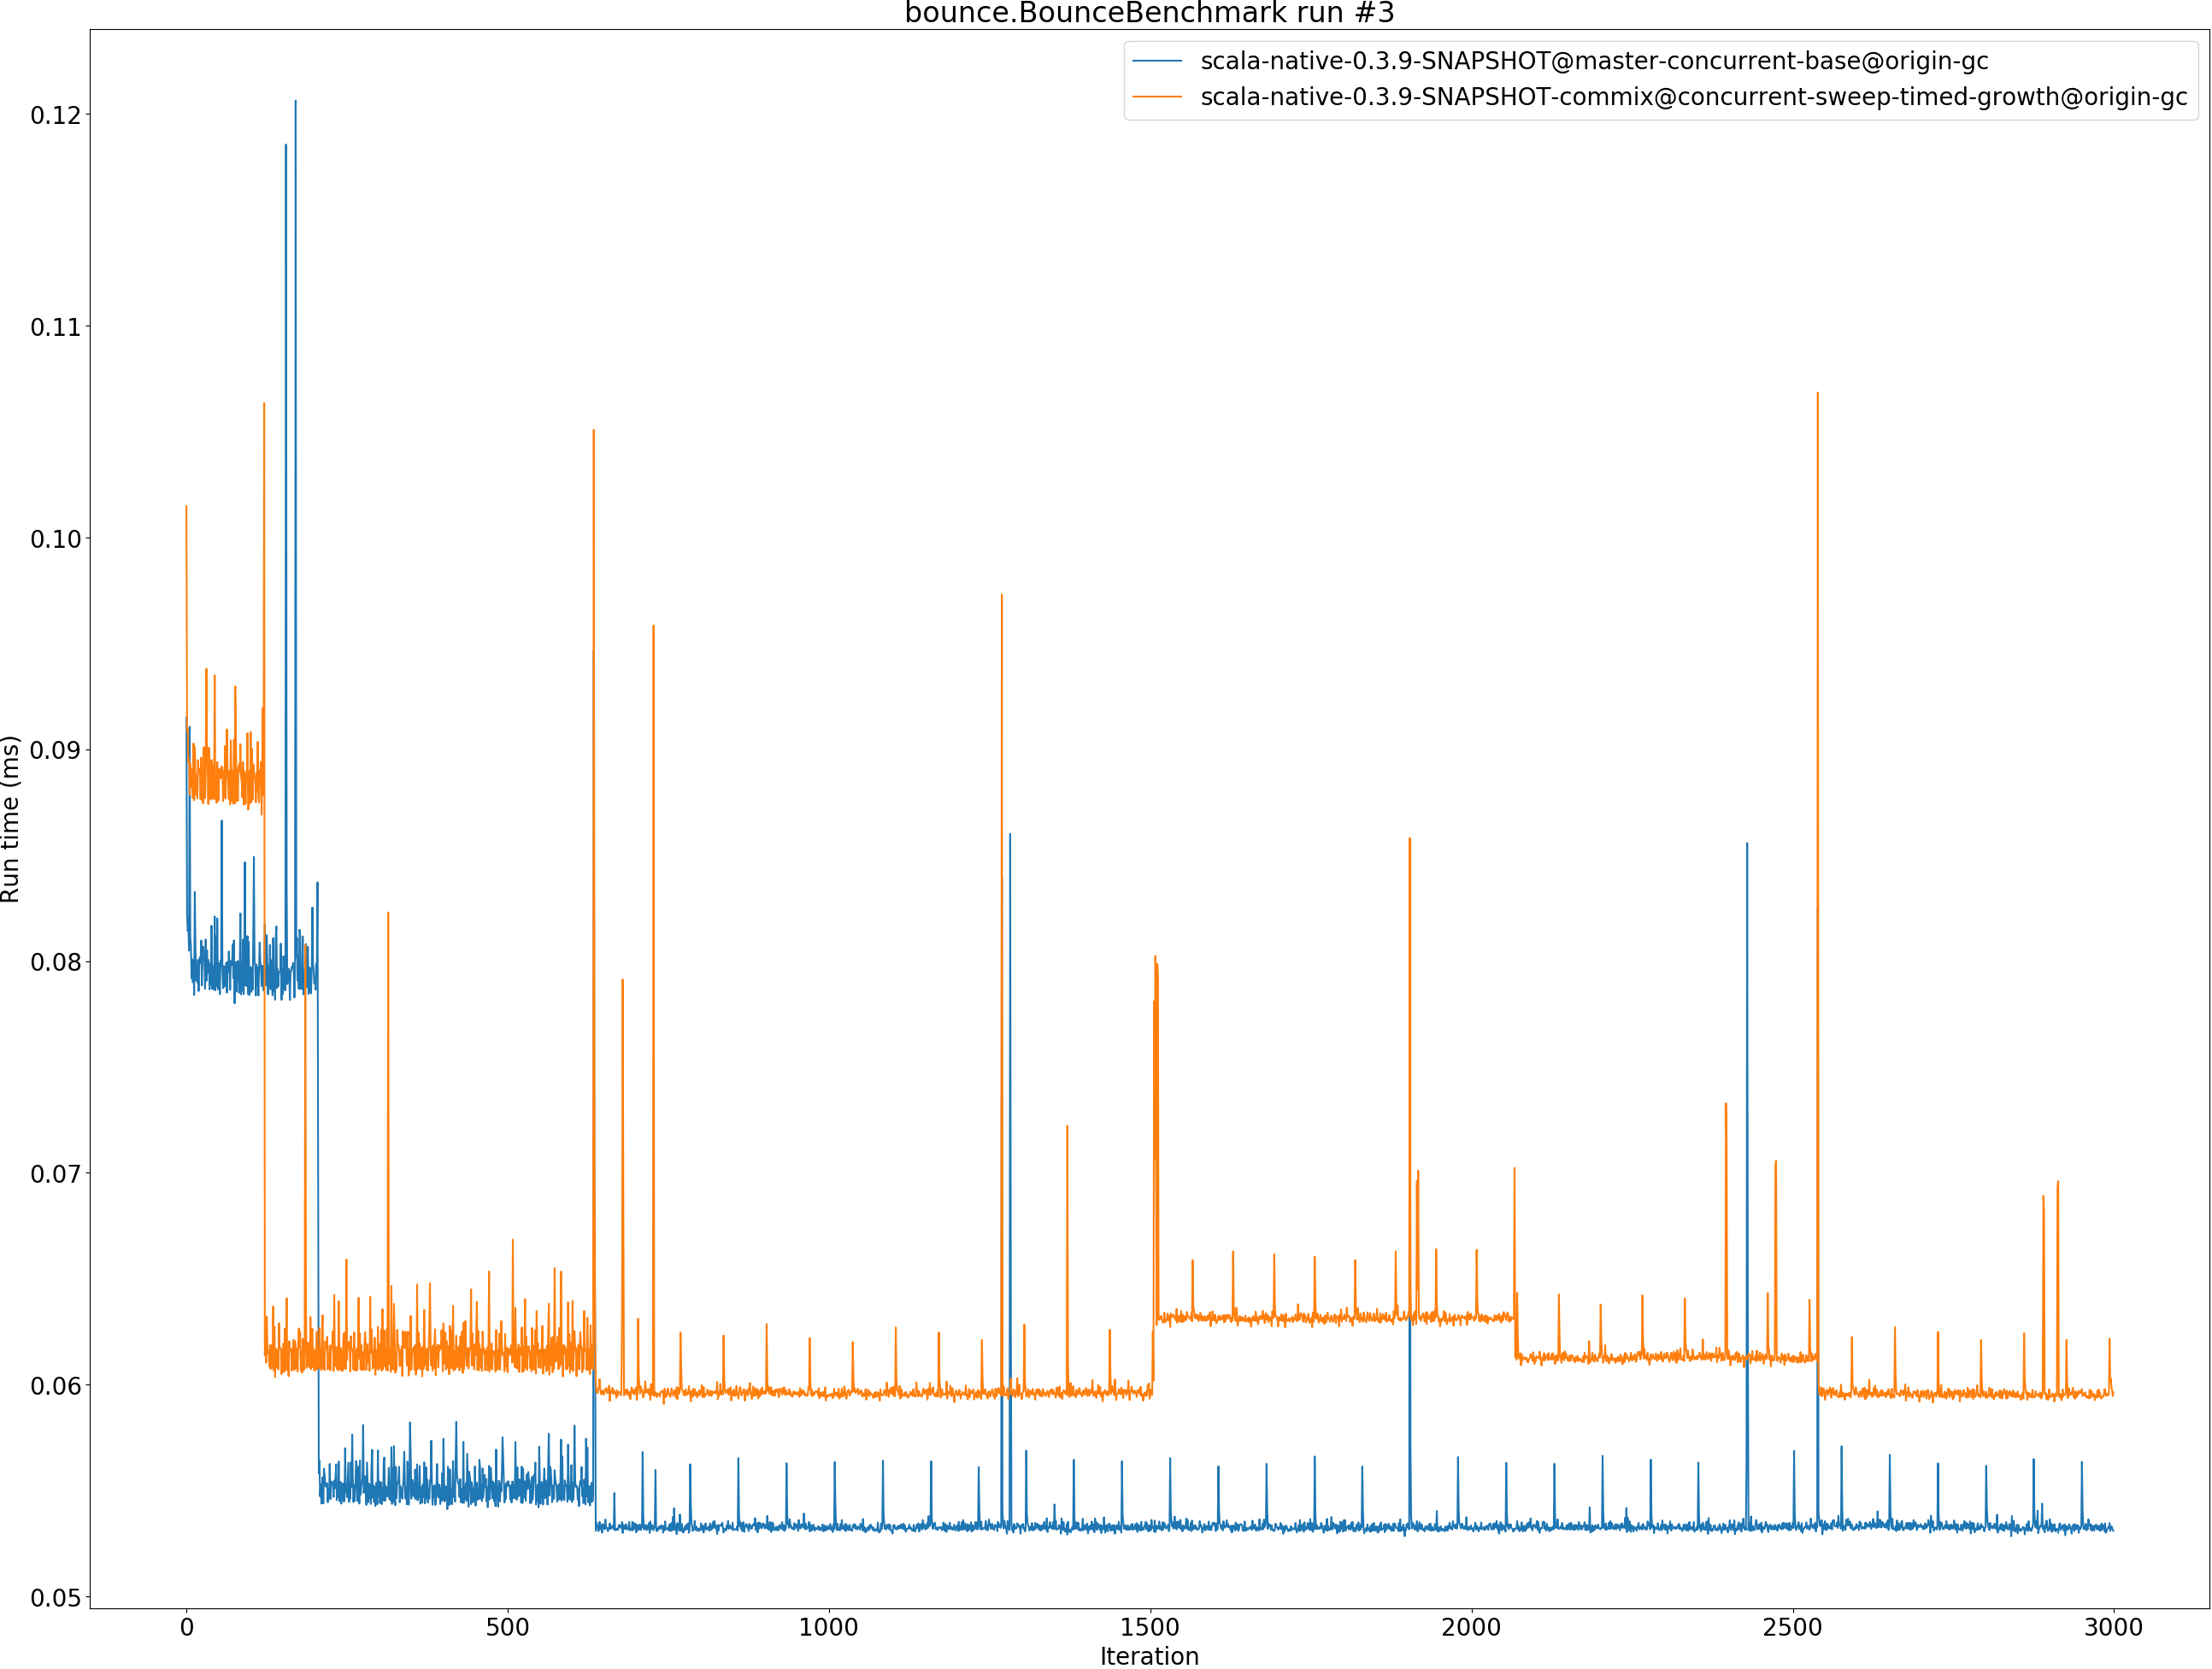 bounce.BounceBenchmark run #3
scala-native-0.3.9-SNAPSHOT@master-concurrent-base@origin-gc
scala-native-0.3.9-SNAPSHOT-commix@concurrent-sweep-timed-growth@origin-gc
0.12
0.11
0.10
0.09
0.08
0.07
0.06
0.05
Run time (ms)
0 500 1000 1500 2000 2500 3000
Iteration